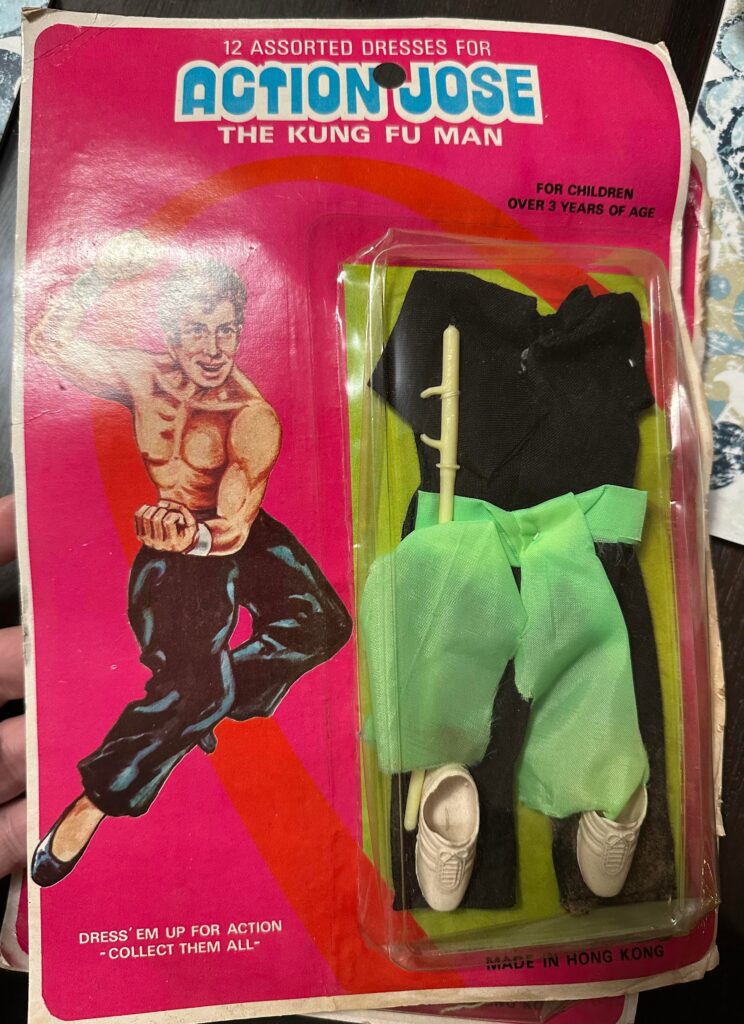 12 ASSORTED DRESSES FOR
ACTION JOSE
THE KUNG FU MAN
FOR CHILDREN
OVER 3 YEARS OF AGE
DRESS' EM UP FOR ACTION
-COLLECT THEM ALL-
MADE IN HONG KONG